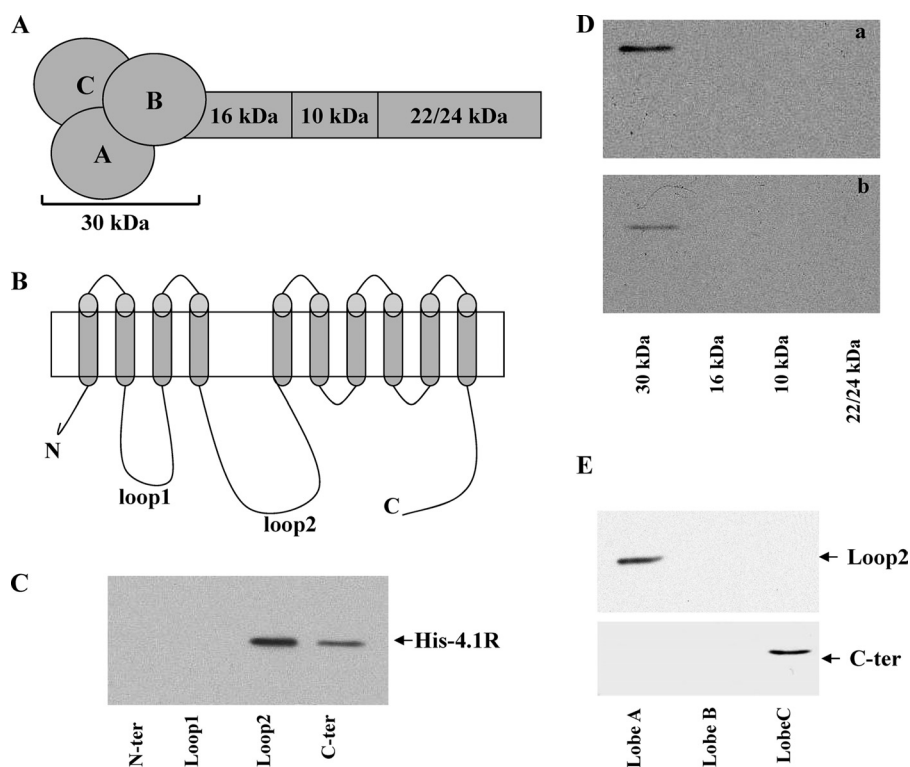 A
C
B
A
16 kDa 10 kDa 22/24 kDa
30 kDa
B
N
loop1
loop2
C
C
His-4.1R
N-ter
Loop1
Loop2
C-ter
D
a
b
30 kDa
16 kDa
10 kDa
22/24 kDa
E
Loop2
C-ter
Lobe A
Lobe B
LobeC